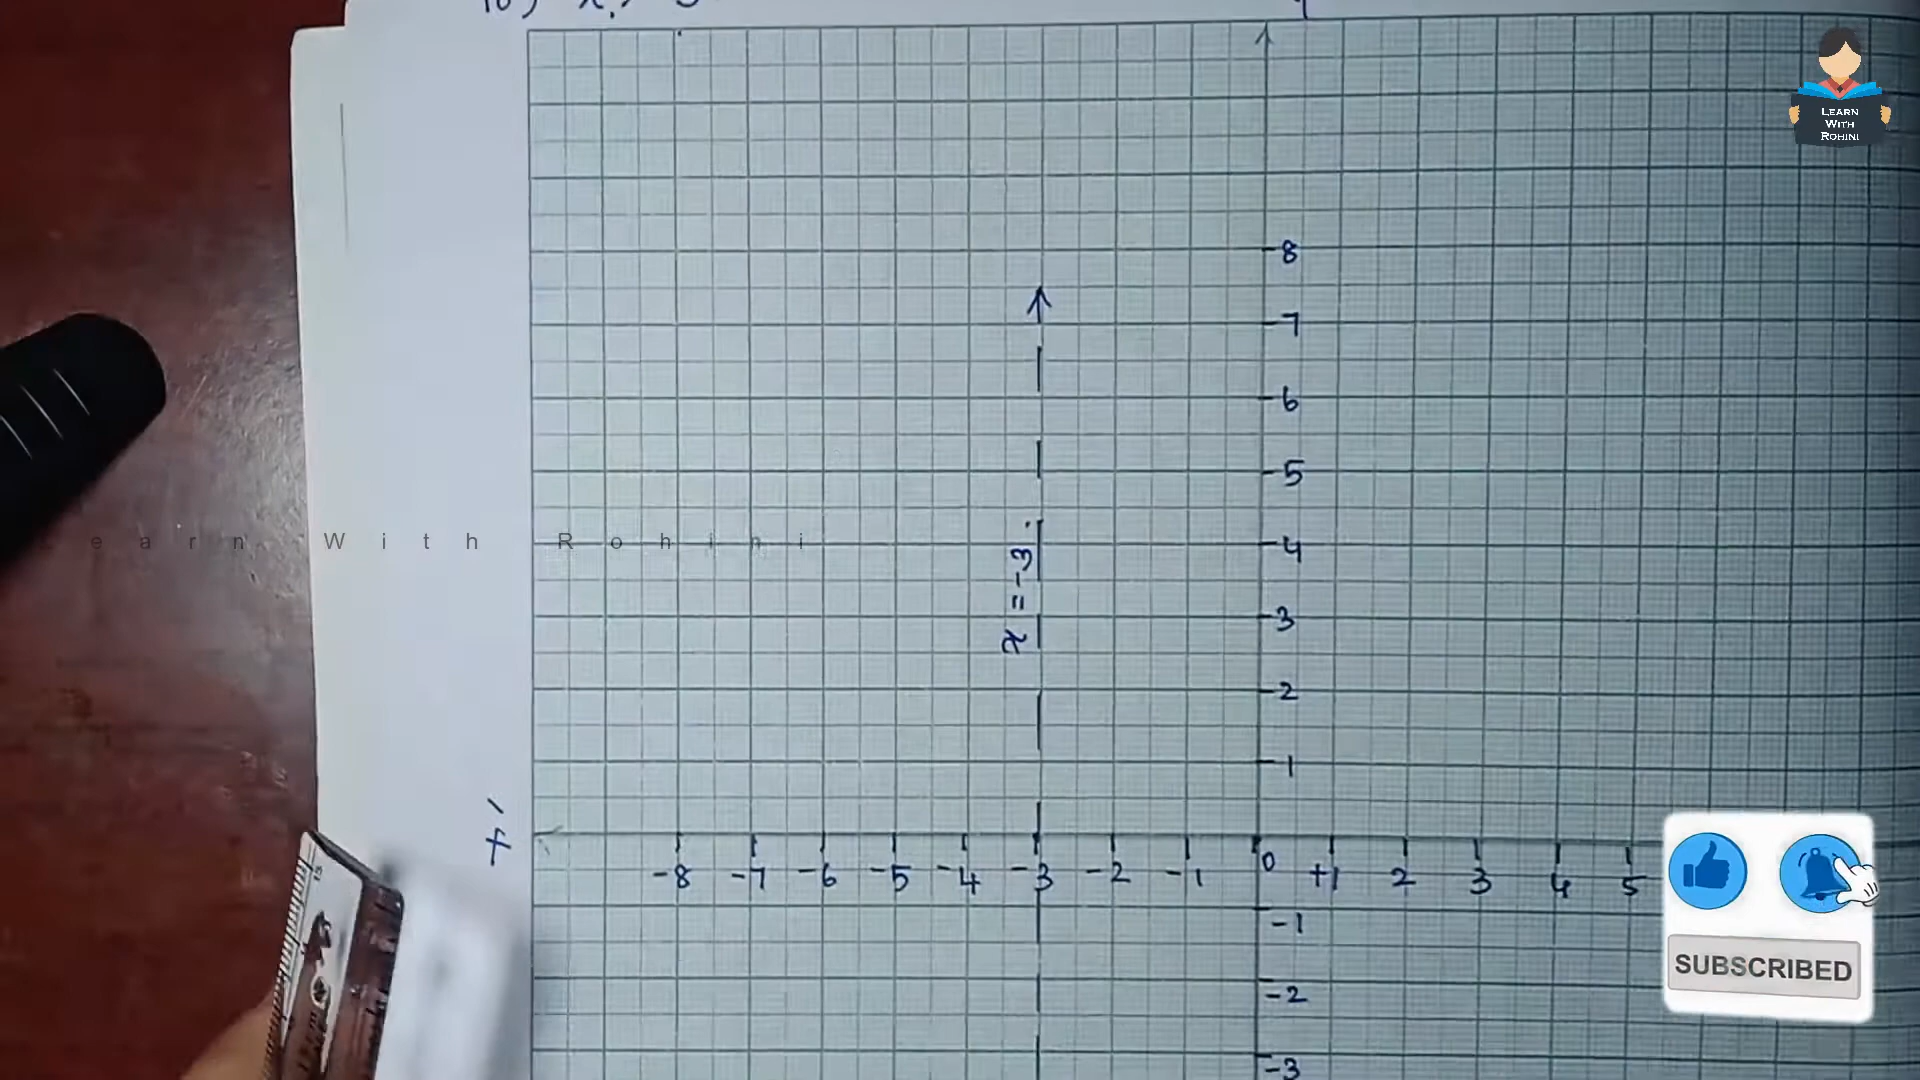 10)
LEARN
WITH
ROHINI
8
7
6
5
4
3
2
1
x = -3
Learn With Rohini
-8 -7 -6 -5 -4 -3 -2 -1 0 +1 2 3 4 5
-1
-2
-3
SUBSCRIBED